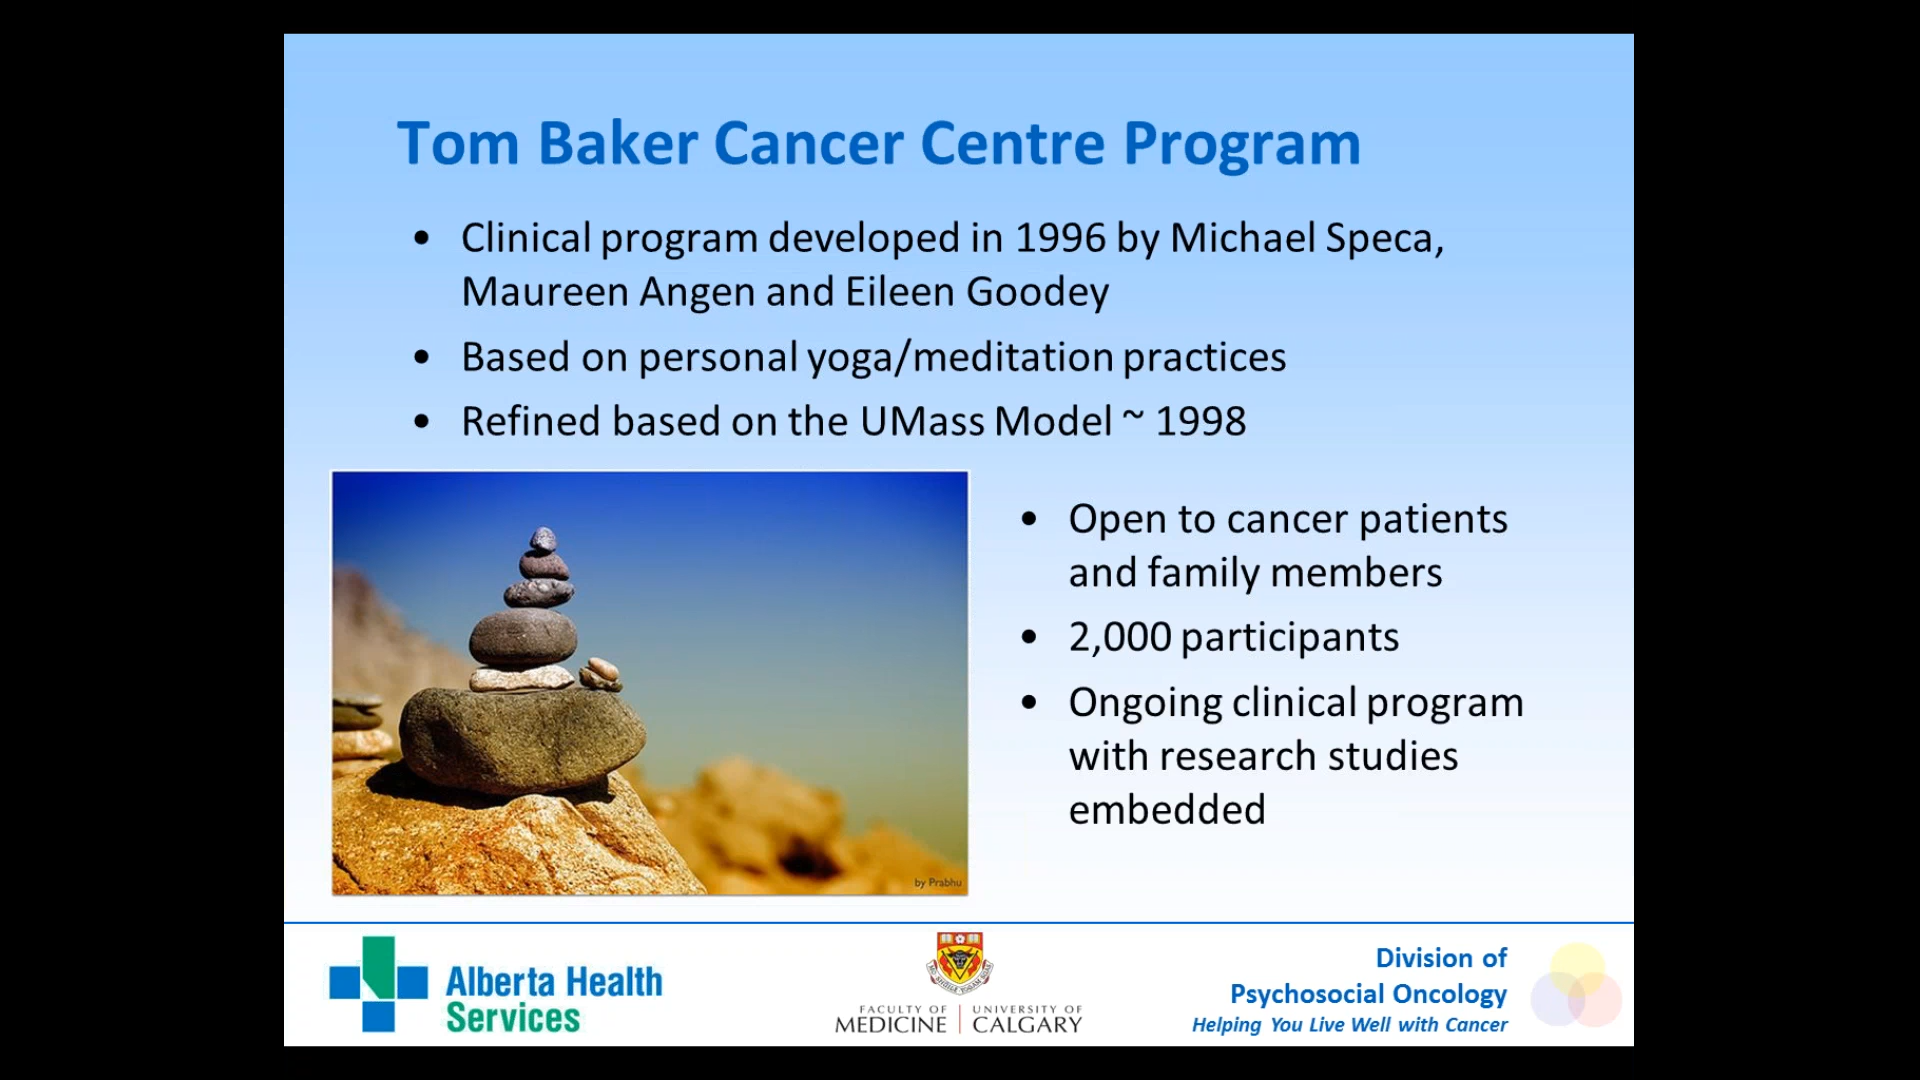 Tom Baker Cancer Centre Program
• Clinical program developed in 1996 by Michael Speca,
Maureen Angen and Eileen Goodey
• Based on personal yoga/meditation practices
• Refined based on the UMass Model ~ 1998
• Open to cancer patients
and family members
• 2,000 participants
• Ongoing clinical program
with research studies
embedded
by Prabhu
Alberta Health
Services
FACULTY OF | UNIVERSITY OF
MEDICINE | CALGARY
Division of
Psychosocial Oncology
Helping You Live Well with Cancer